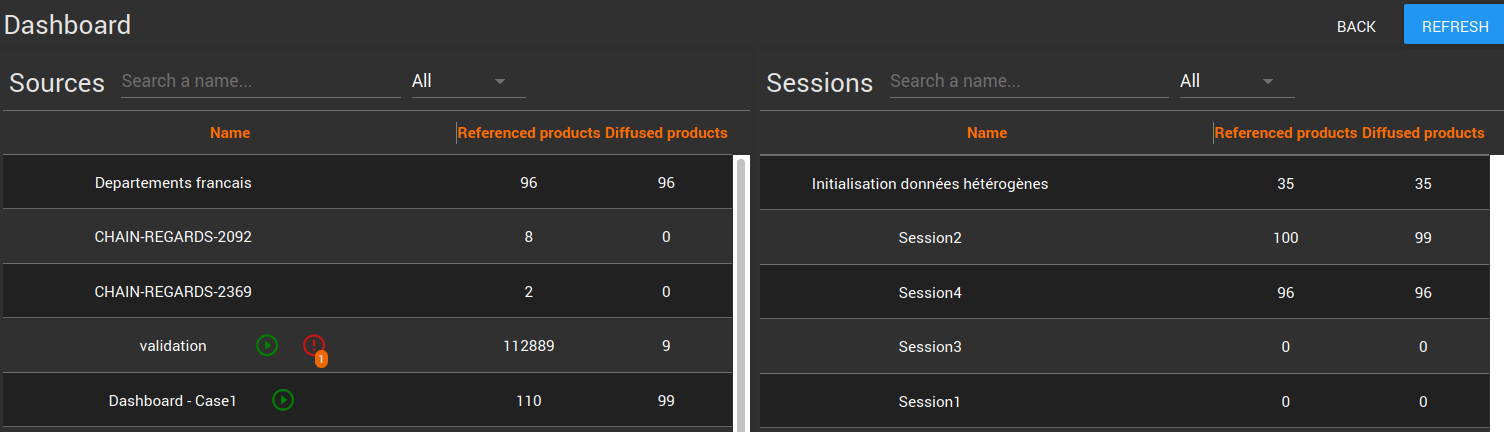 Dashboard BACK REFRESH
Sources Search a name... All
Name Referenced products Diffused products
Departements francais 96 96
CHAIN-REGARDS-2092 8 0
CHAIN-REGARDS-2369 2 0
validation 1 112889 9
Dashboard - Case1 110 99
Sessions Search a name... All
Name Referenced products Diffused products
Initialisation données hétérogènes 35 35
Session2 100 99
Session4 96 96
Session3 0 0
Session1 0 0